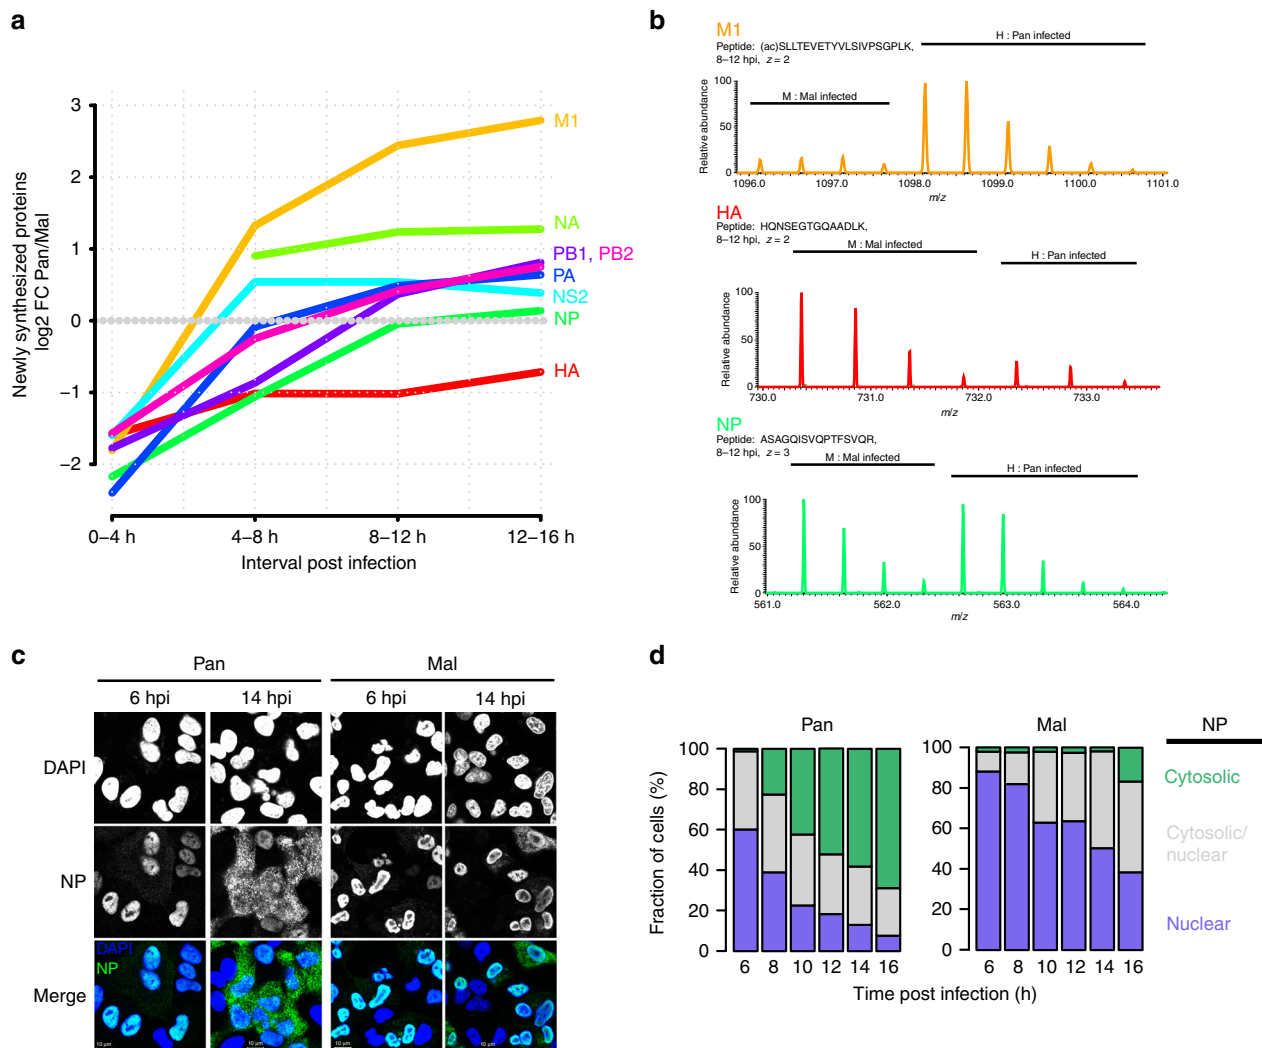 a
3
2
1
0
−1
−2
Newly synthesized proteins
log2 FC Pan/Mal
M1
NA
PB1, PB2
PA
NS2
NP
HA
0–4 h
4–8 h
8–12 h
12–16 h
Interval post infection
b
M1
Peptide: (ac)SLLTEVETYVLSIVPSGPLK,
8–12 hpi, z = 2
H : Pan infected
M : Mal infected
Relative abundance
100
50
0
1096.0 1097.0 1098.0 1099.0 1100.0 1101.0
m/z
HA
Peptide: HQNSEGTGQAADLK,
8–12 hpi, z = 2
M : Mal infected
H : Pan infected
Relative abundance
100
50
0
730.0 731.0 732.0 733.0
m/z
NP
Peptide: ASAGQISVQPTFSVQR,
8–12 hpi, z = 3
M : Mal infected
H : Pan infected
Relative abundance
100
50
0
561.0 562.0 563.0 564.0
m/z
c
Pan Mal
6 hpi 14 hpi 6 hpi 14 hpi
DAPI
NP
Merge
DAPI
NP
10 µm 10 µm 10 µm 10 µm
d
Pan Mal NP
Fraction of cells (%)
100
80
60
40
20
0
6 8 10 12 14 16
100
80
60
40
20
0
6 8 10 12 14 16
Time post infection (h)
Cytosolic
Cytosolic/
nuclear
Nuclear